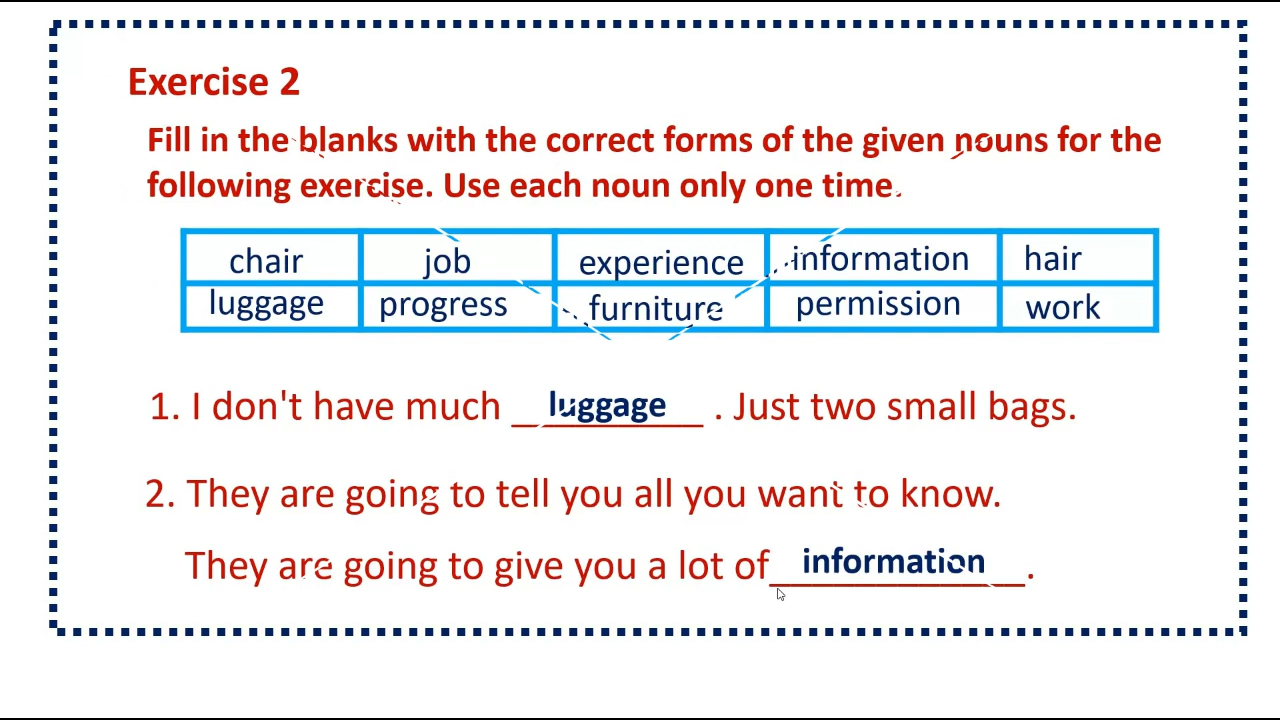 Exercise 2
Fill in the blanks with the correct forms of the given nouns for the
following exercise. Use each noun only one time.
chair job experience information hair
luggage progress furniture permission work
1. I don't have much luggage . Just two small bags.
2. They are going to tell you all you want to know.
They are going to give you a lot of information.